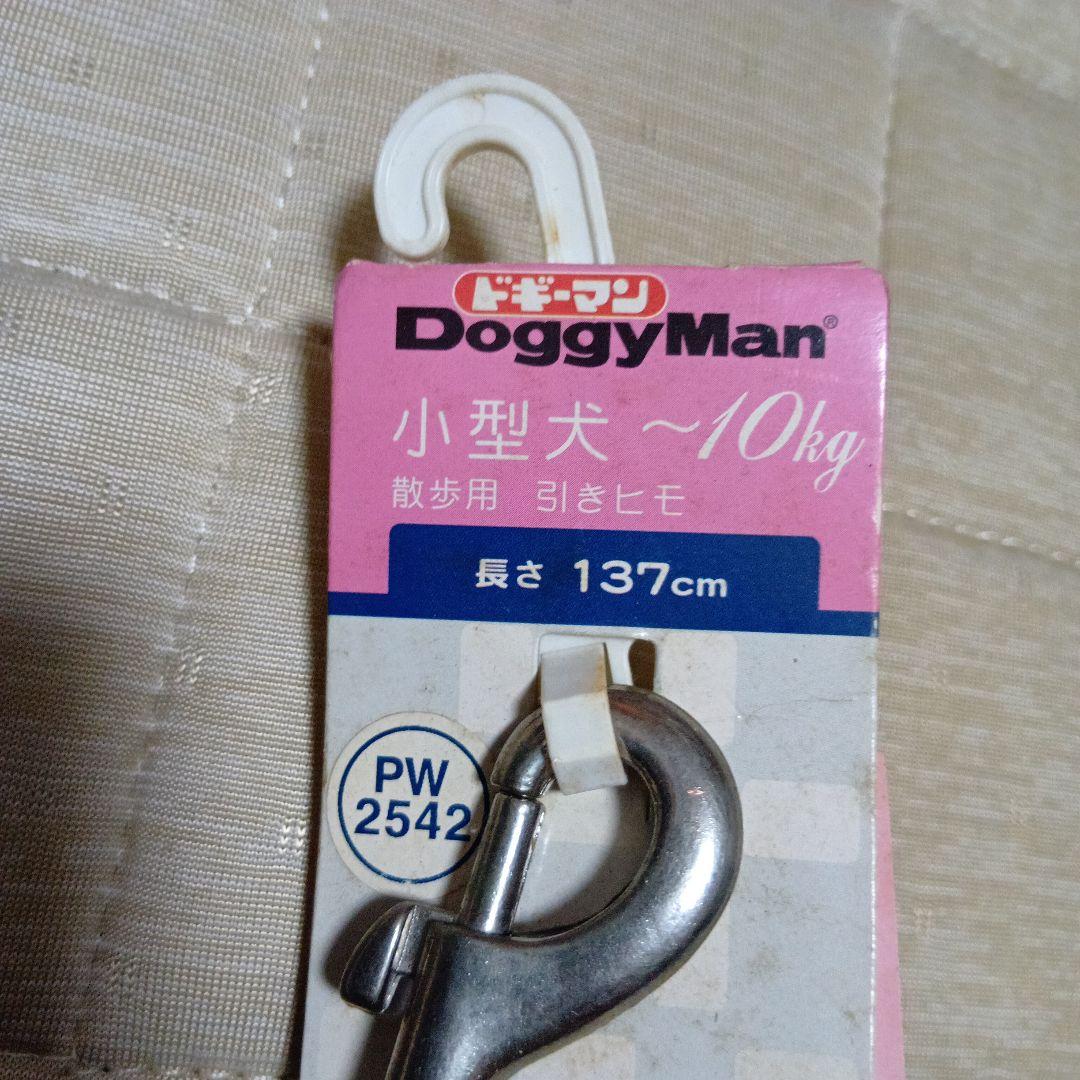 ドギーマン
DoggyMan®
小型犬 ~10kg
散歩用 引きヒモ
長さ 137cm
PW
2542